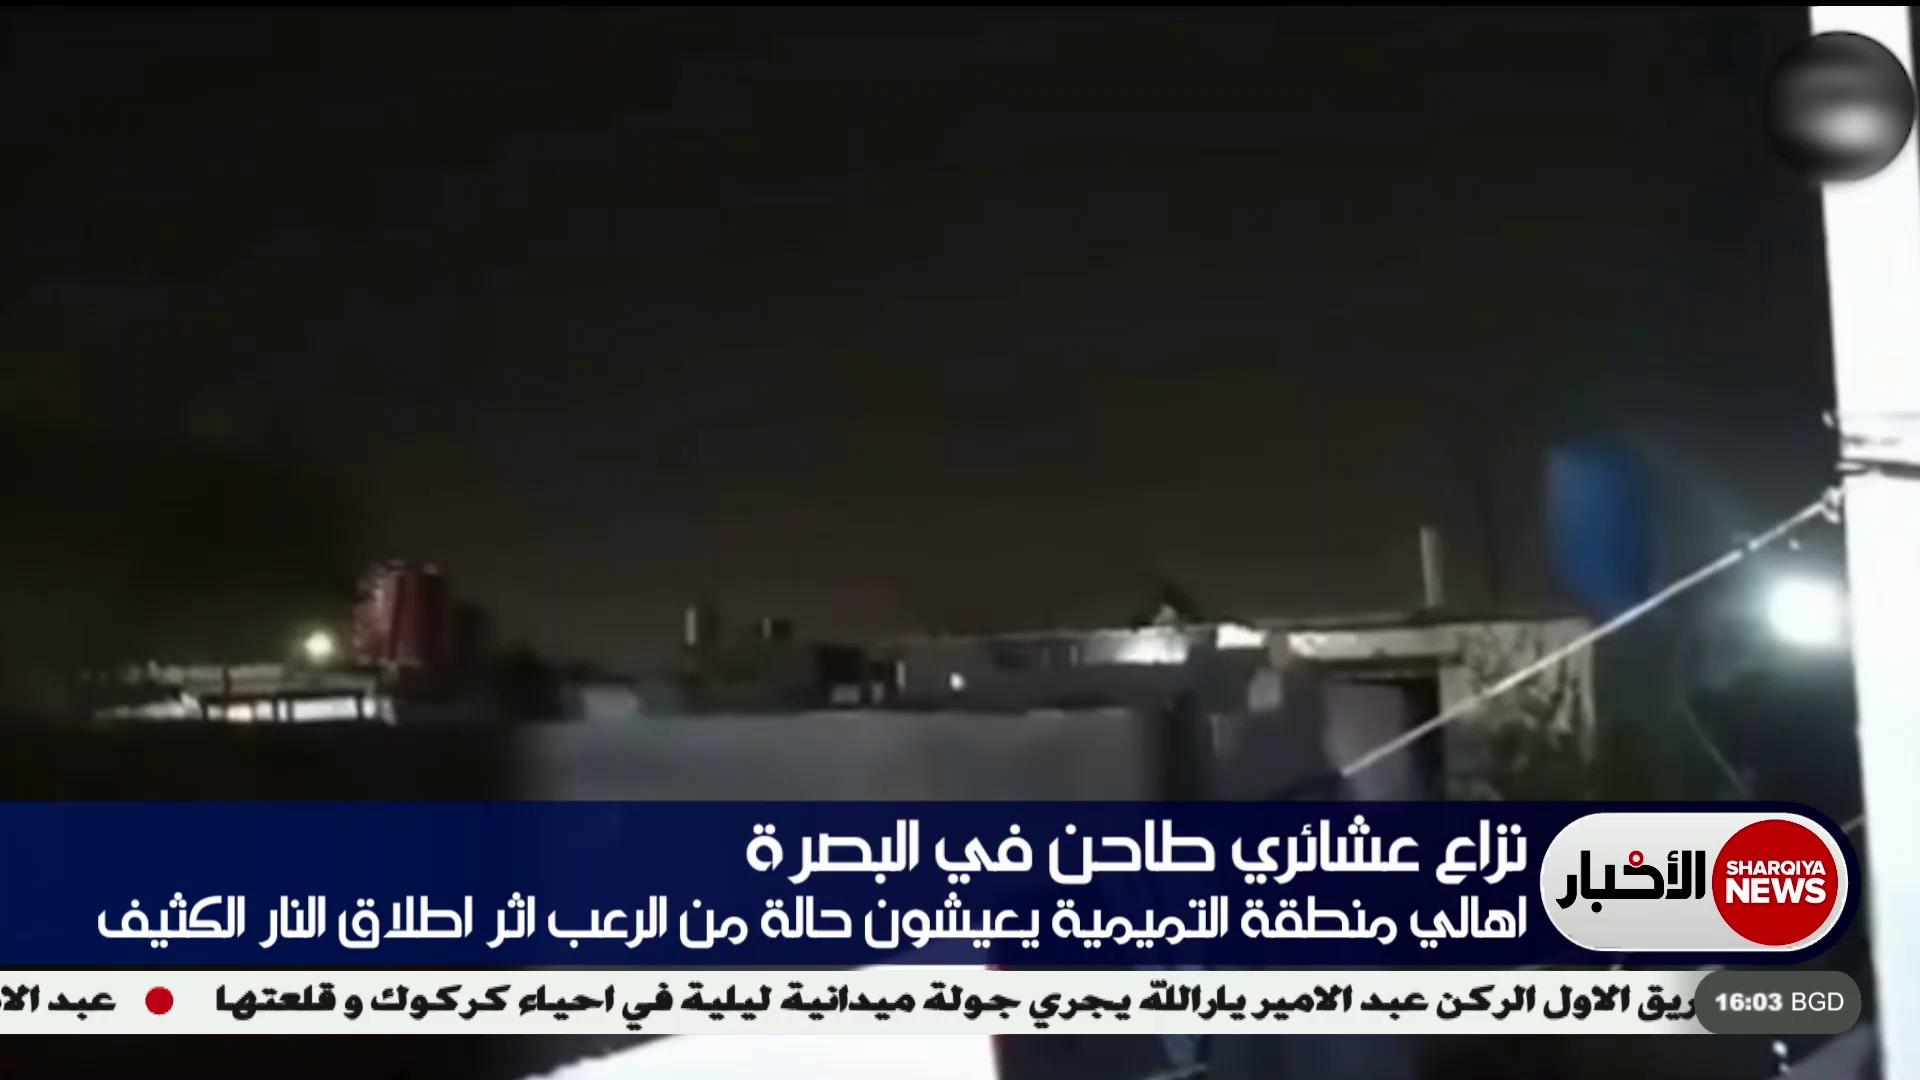 نزاع عشائري طاحن في البصرة
اهالي منطقة التميمية يعيشون حالة من الرعب اثر اطلاق النار الكثيف
الأخبار
SHARQIYA
NEWS
الاول الركن عبد الامير يارالله يجري جولة ميدانية ليلية في احياء كركوك و قلعتها ● عبد
16:03 BGD